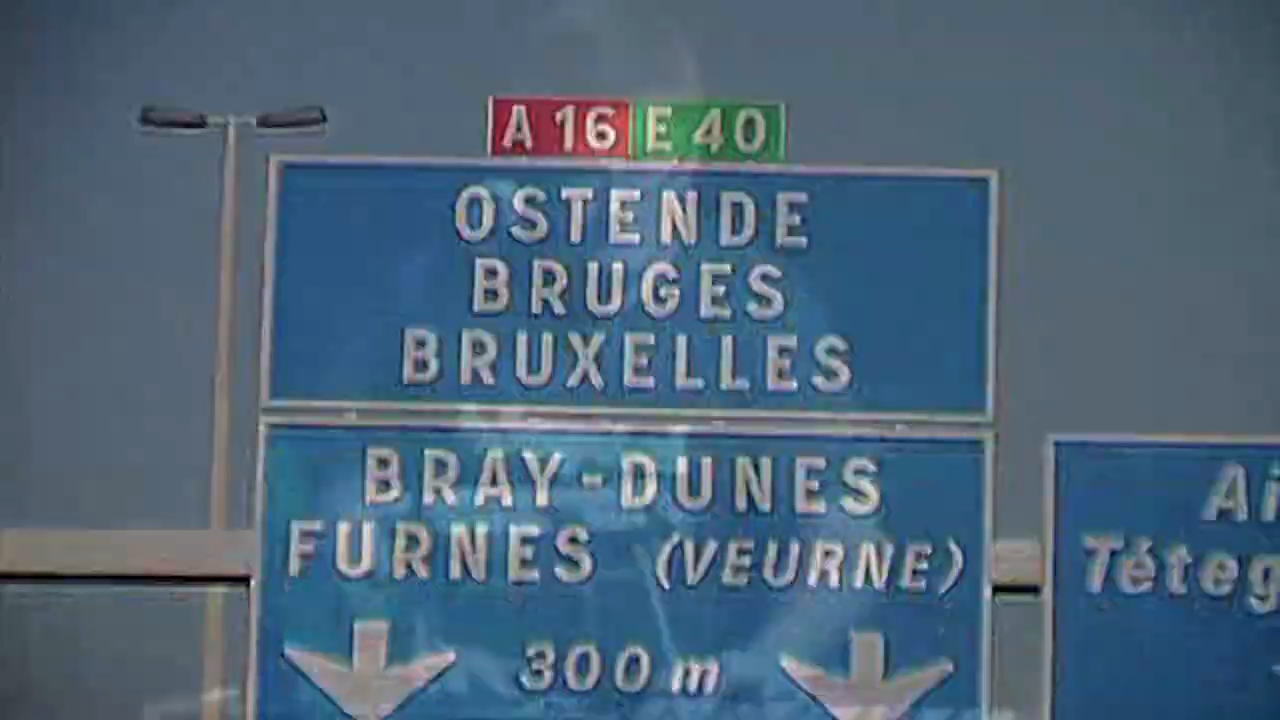 A 16 E 40
OSTENDE
BRUGES
BRUXELLES
BRAY-DUNES
FURNES (VEURNE)
300 m